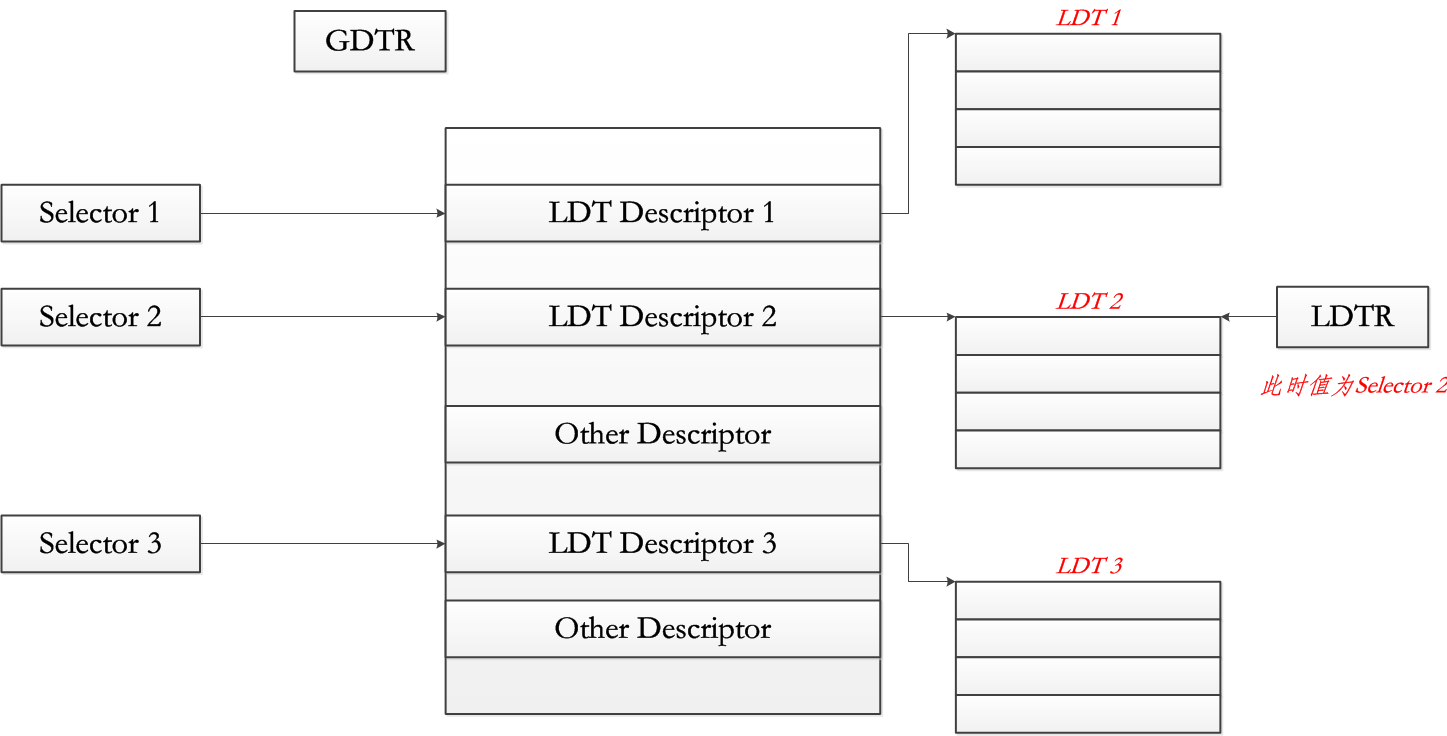 LDT 1
GDTR
Selector 1
LDT Descriptor 1
Selector 2
LDT Descriptor 2
LDT 2
LDTR
此时值为Selector 2
Other Descriptor
Selector 3
LDT Descriptor 3
LDT 3
Other Descriptor